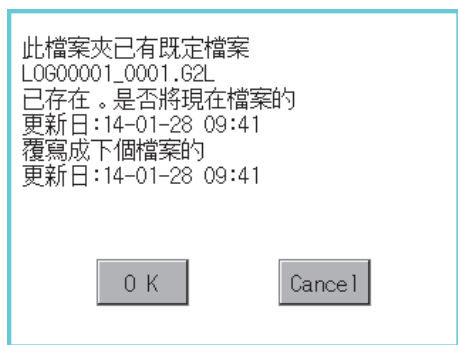 此檔案夾已有既定檔案
LOG00001_0001.G2L
已存在。是否將現在檔案的
更新日:14-01-28 09:41
覆寫成下個檔案的
更新日:14-01-28 09:41
OK
Cancel